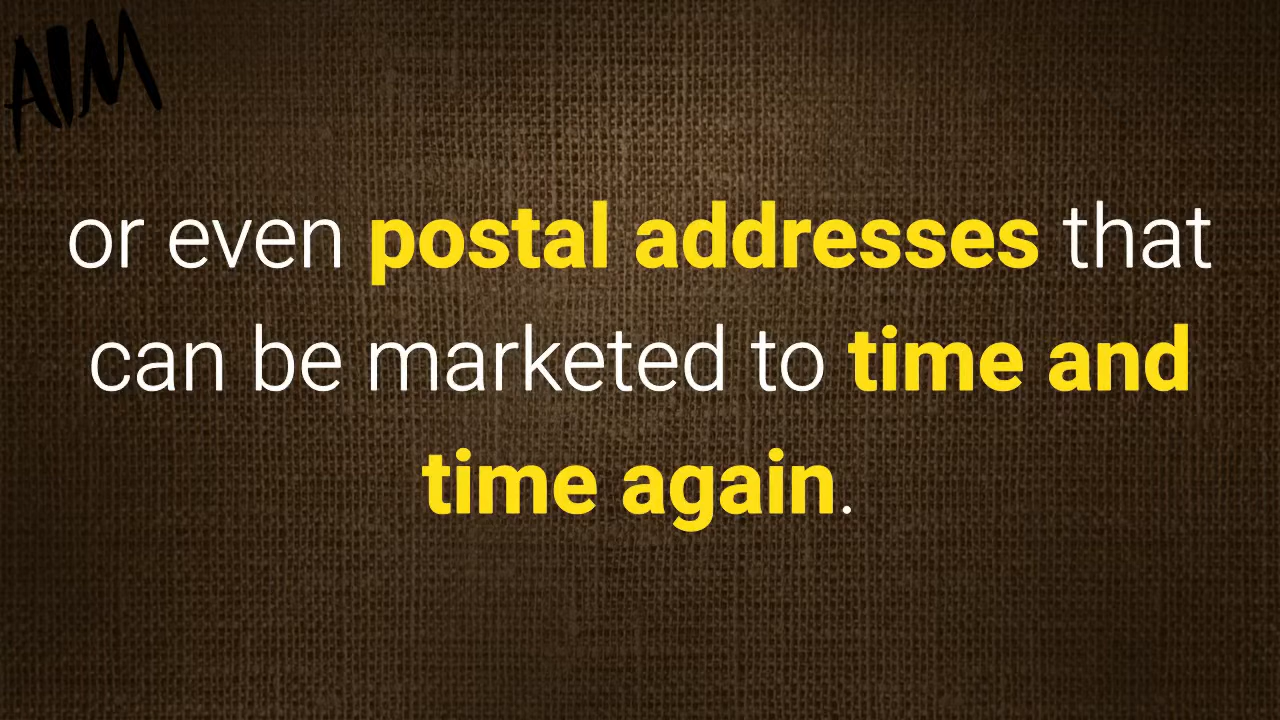 AIM
or even postal addresses that
can be marketed to time and
time again.